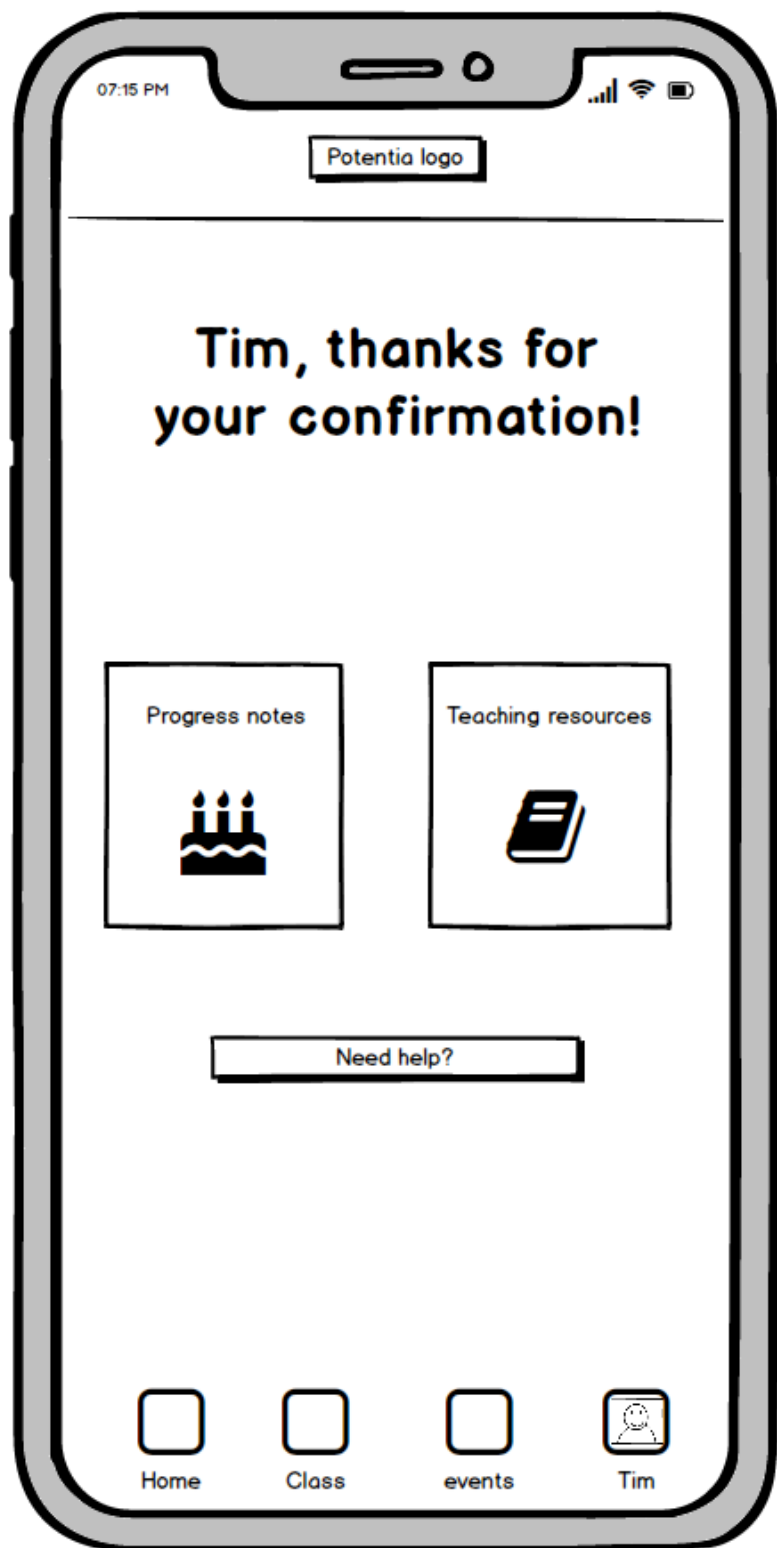 07:15 PM
Potentia logo
Tim, thanks for
your confirmation!
Progress notes
Teaching resources
Need help?
Home
Class
events
Tim